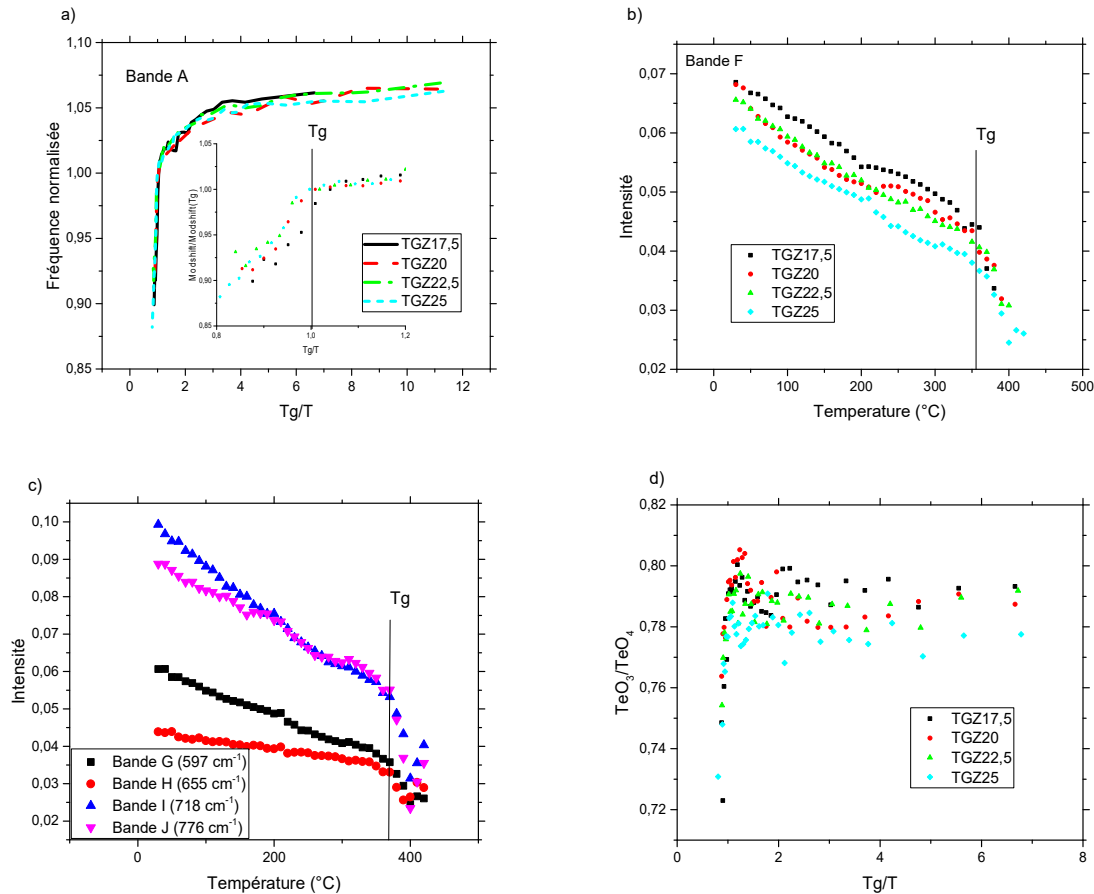 a)
Bande A
Fréquence normalisée
1,10
1,05
1,00
0,95
0,90
0,85
0 2 4 6 8 10 12
Tg/T
Tg
Modshift/Modshift(Tg)
1,05
1,00
0,95
0,90
0,85
0,8 1,0 1,2
Tg/T
TGZ17,5
TGZ20
TGZ22,5
TGZ25
b)
Bande F
Intensité
0,07
0,06
0,05
0,04
0,03
0,02
0 100 200 300 400 500
Temperature (°C)
Tg
TGZ17,5
TGZ20
TGZ22,5
TGZ25
c)
Intensité
0,10
0,09
0,08
0,07
0,06
0,05
0,04
0,03
0,02
0 200 400
Température (°C)
Tg
Bande G (597 cm⁻¹)
Bande H (655 cm⁻¹)
Bande I (718 cm⁻¹)
Bande J (776 cm⁻¹)
d)
TeO₃/TeO₄
0,82
0,80
0,78
0,76
0,74
0,72
0 2 4 6 8
Tg/T
TGZ17,5
TGZ20
TGZ22,5
TGZ25